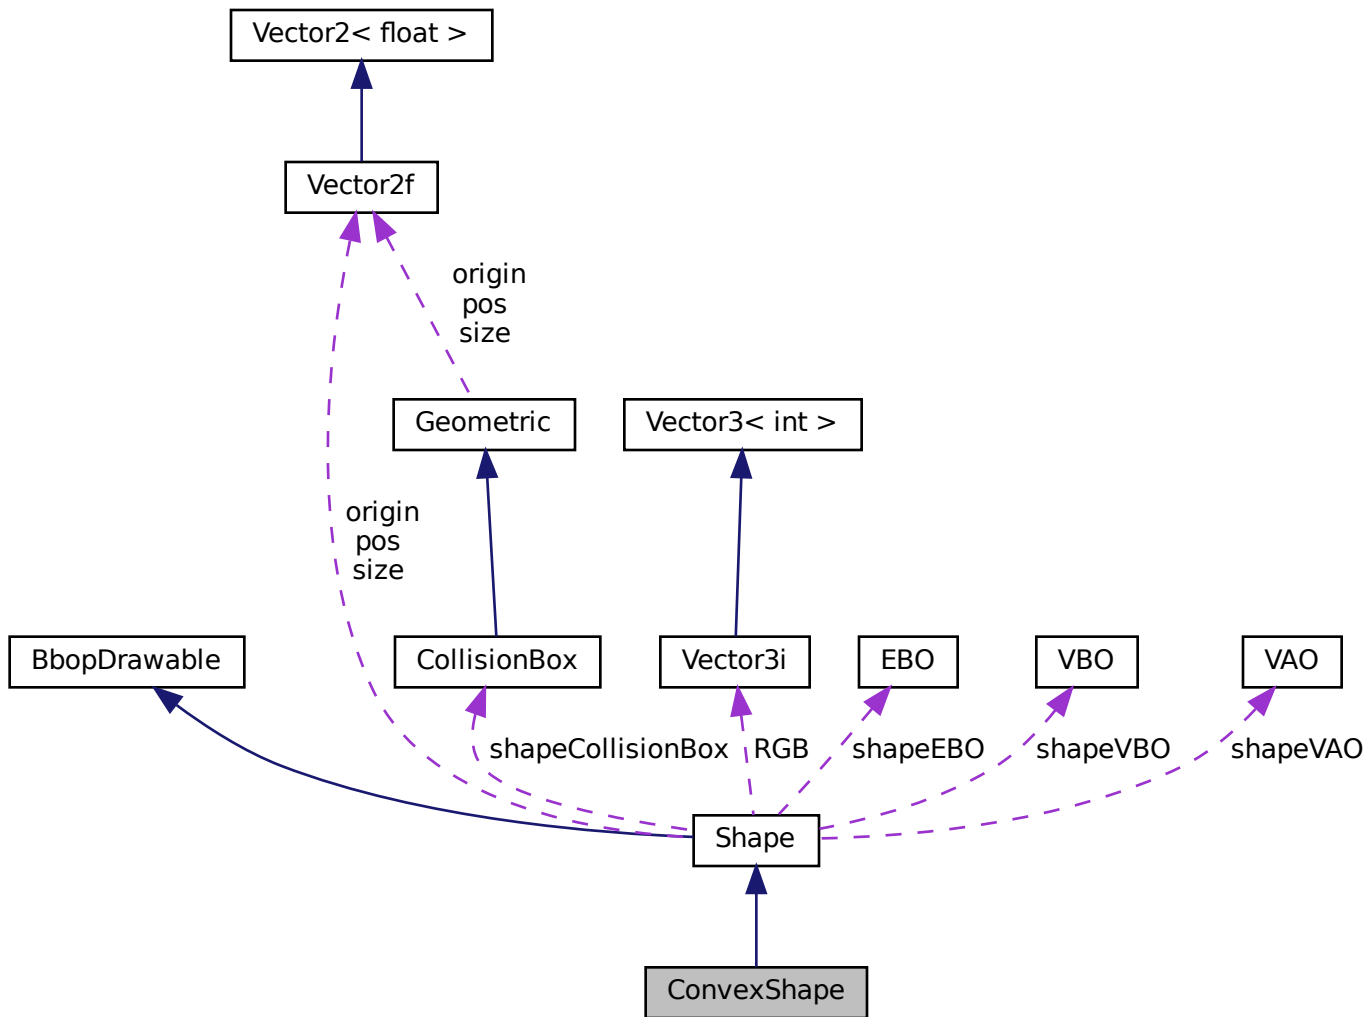 Vector2< float >
Vector2f
origin
pos
size
Geometric
Vector3< int >
origin
pos
size
BbopDrawable
CollisionBox
Vector3i
EBO
VBO
VAO
shapeCollisionBox
RGB
shapeEBO
shapeVBO
shapeVAO
Shape
ConvexShape